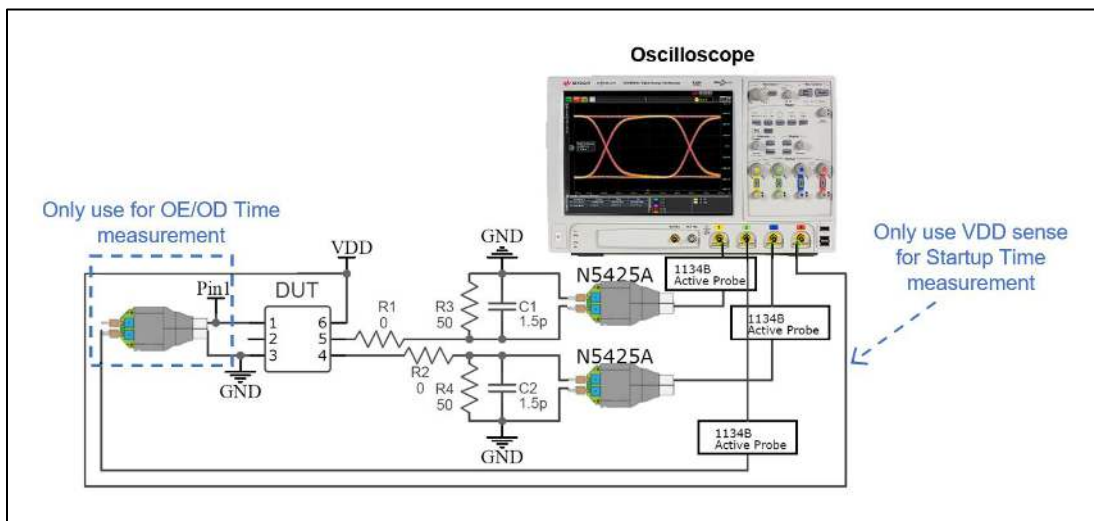 Oscilloscope
Only use for OE/OD Time
measurement
VDD
GND
Only use VDD sense
for Startup Time
measurement
1134B
Active Probe
N5425A
Pin1
DUT
R1
0
R3
50
C1
1.5p
1134B
Active Probe
1
2
3
6
5
4
GND
R2
0
R4
50
C2
1.5p
N5425A
GND
1134B
Active Probe